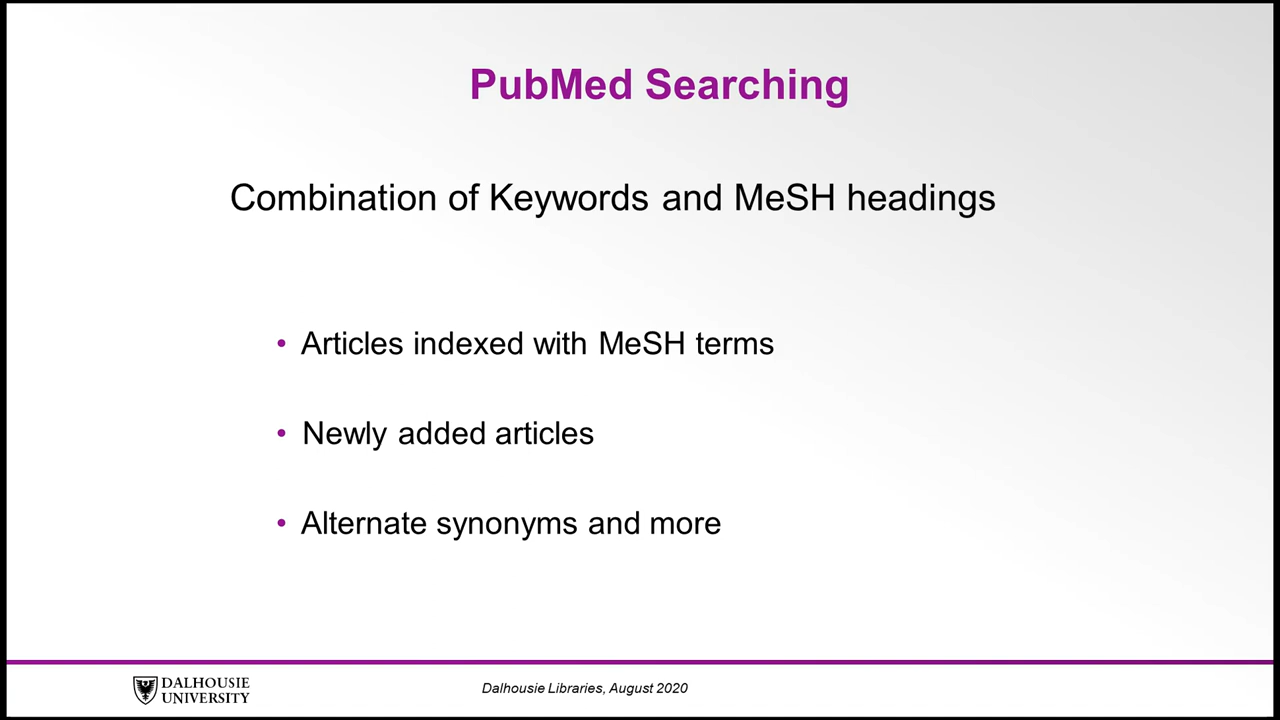 PubMed Searching
Combination of Keywords and MeSH headings
• Articles indexed with MeSH terms
• Newly added articles
• Alternate synonyms and more
DALHOUSIE
UNIVERSITY
Dalhousie Libraries, August 2020